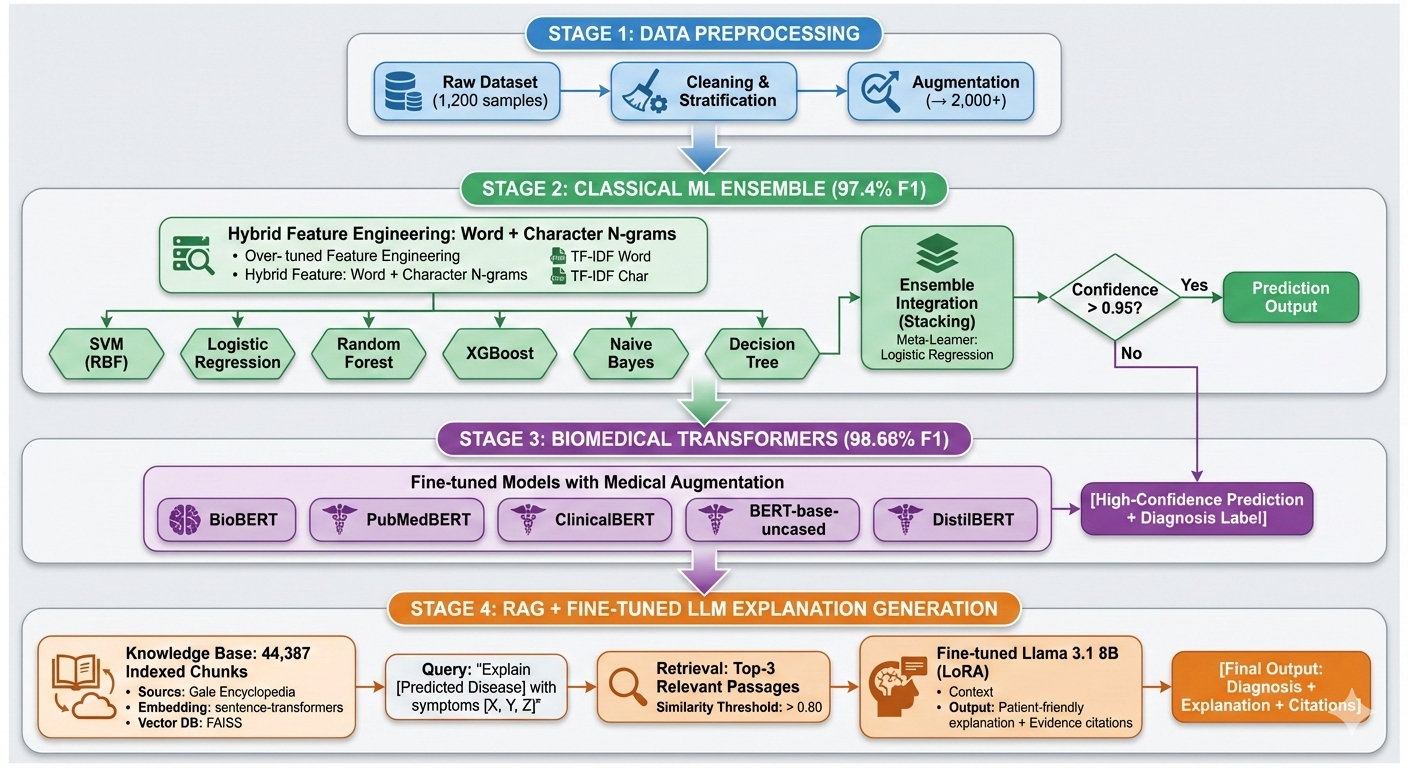 STAGE 1: DATA PREPROCESSING
Raw Dataset
(1,200 samples)
Cleaning &
Stratification
Augmentation
(→ 2,000+)
STAGE 2: CLASSICAL ML ENSEMBLE (97.4% F1)
Hybrid Feature Engineering: Word + Character N-grams
• Over- tuned Feature Engineering
• Hybrid Feature: Word + Character N-grams
TF-IDF Word
TF-IDF Char
SVM
(RBF)
Logistic
Regression
Random
Forest
XGBoost
Naive
Bayes
Decision
Tree
Ensemble
Integration
(Stacking)
Meta-Learner:
Logistic Regression
Confidence
> 0.95?
Yes
No
Prediction
Output
STAGE 3: BIOMEDICAL TRANSFORMERS (98.66% F1)
Fine-tuned Models with Medical Augmentation
BioBERT
PubMedBERT
ClinicalBERT
BERT-base-
uncased
DistilBERT
[High-Confidence Prediction
+ Diagnosis Label]
STAGE 4: RAG + FINE-TUNED LLM EXPLANATION GENERATION
Knowledge Base: 44,387
Indexed Chunks
• Sourcs: Gale Encyclopedia
• Embedding: sentence-transformers
• Vector DB: FAISS
Query: "Explain
[Predicted Disease] with
symptoms [X, Y, Z]"
Retrieval: Top-3
Relevant Passages
Similarity Threshold: > 0.80
Fine-tuned Llama 3.1 8B
(LoRA)
• Context
• Output: Patient-friendly
explanation + Evidence citations
[Final Output:
Diagnosis +
Explanation + Citations]